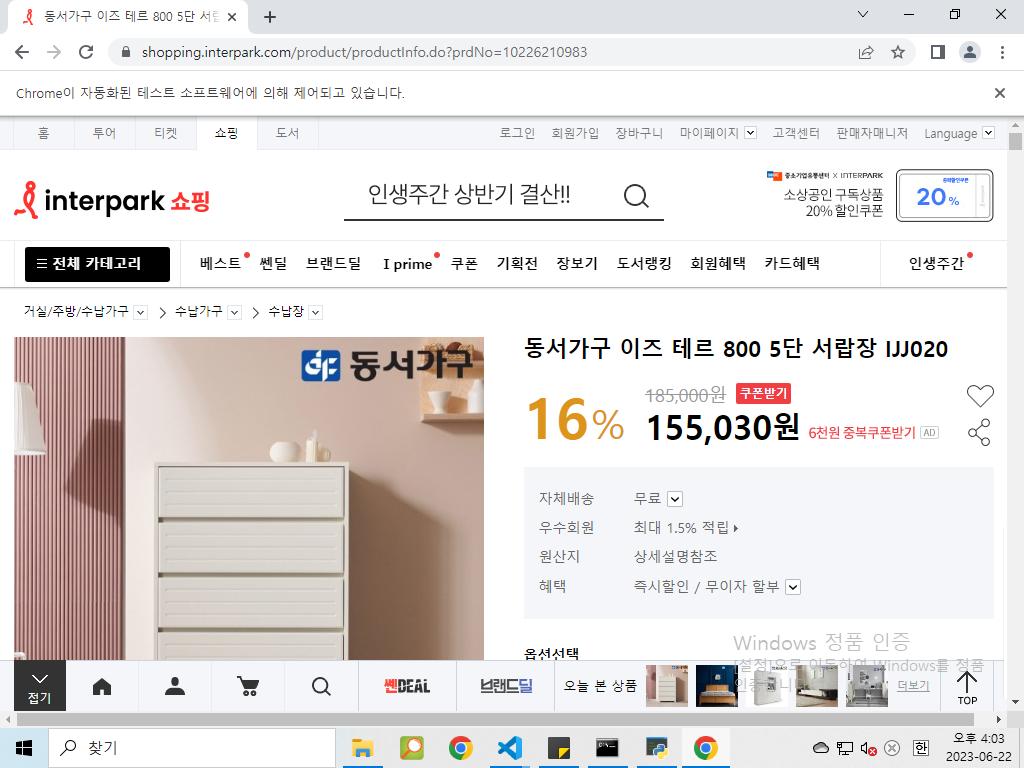 동서가구 이즈 테르 800 5단 서랍
shopping.interpark.com/product/productInfo.do?prdNo=10226210983
Chrome이 자동화된 테스트 소프트웨어에 의해 제어되고 있습니다.
홈 투어 티켓 쇼핑 도서 로그인 회원가입 장바구니 마이페이지 고객센터 판매자매니저 Language
interpark 쇼핑 인생주간 상반기 결산!!
중소기업유통센터 X INTERPARK
소상공인 구독상품
20% 할인쿠폰
중복할인쿠폰
20%
전체 카테고리 베스트 쎈딜 브랜드딜 I prime 쿠폰 기획전 장보기 도서랭킹 회원혜택 카드혜택 인생주간
거실/주방/수납가구 수납가구 수납장
동서가구
동서가구 이즈 테르 800 5단 서랍장 IJJ020
16% 185,000원 쿠폰받기
155,030원 6천원 중복쿠폰받기 AD
자체배송 무료
우수회원 최대 1.5% 적립
원산지 상세설명참조
혜택 즉시할인 / 무이자 할부
옵션선택
Windows 정품 인증
[설정]으로 이동하여 Windows를 정품
인증합니다.
접기 쎈DEAL 브랜드딜 오늘 본 상품 더보기 TOP
찾기
한
오후 4:03
2023-06-22